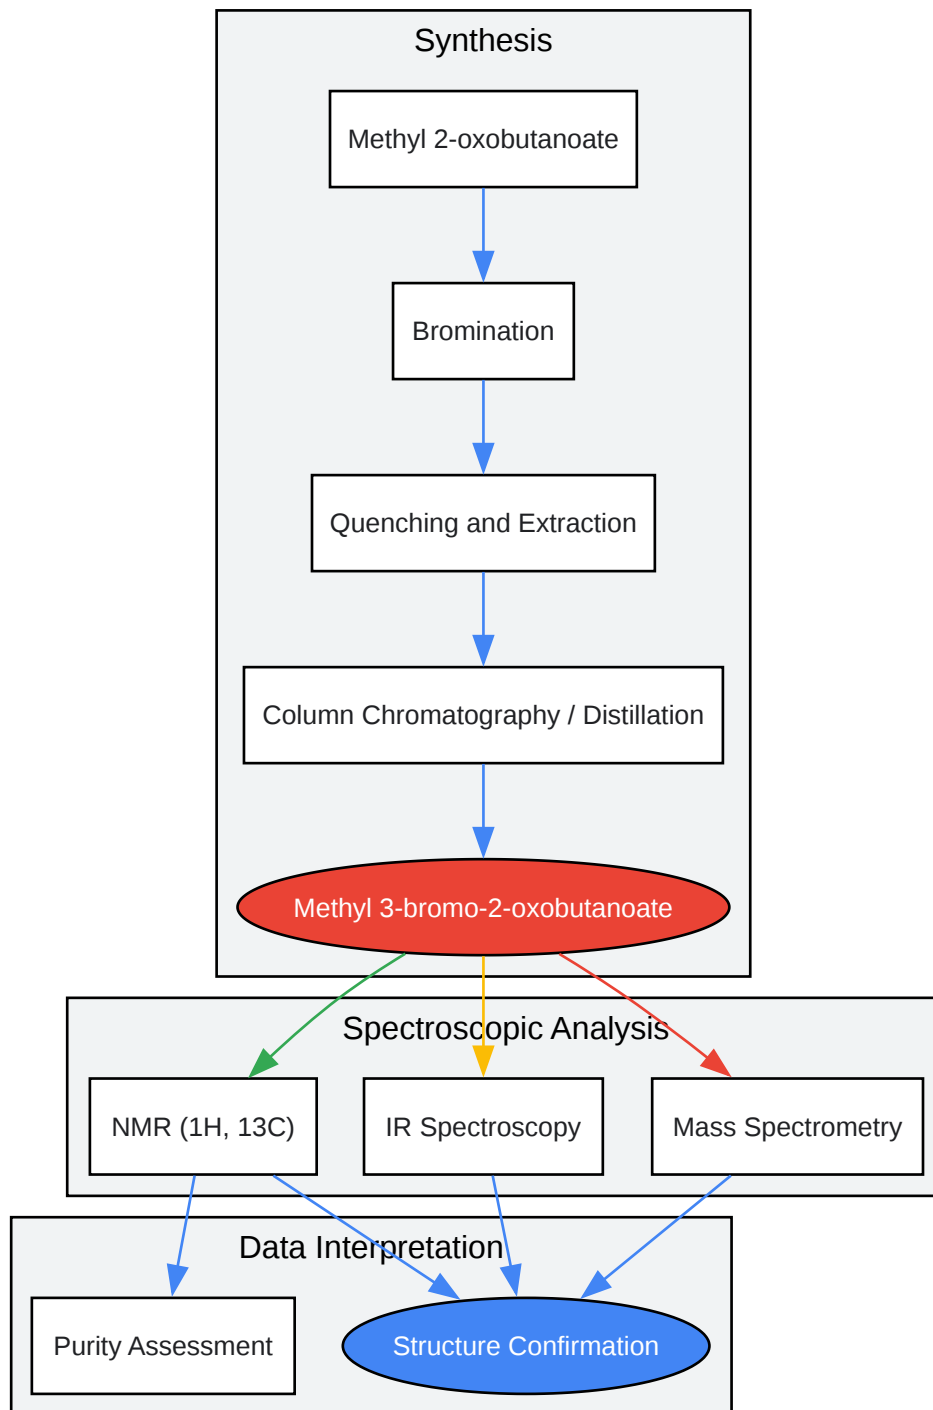 Synthesis
Methyl 2-oxobutanoate
Bromination
Quenching and Extraction
Column Chromatography / Distillation
Methyl 3-bromo-2-oxobutanoate
Spectroscopic Analysis
NMR (1H, 13C)
IR Spectroscopy
Mass Spectrometry
Data Interpretation
Purity Assessment
Structure Confirmation